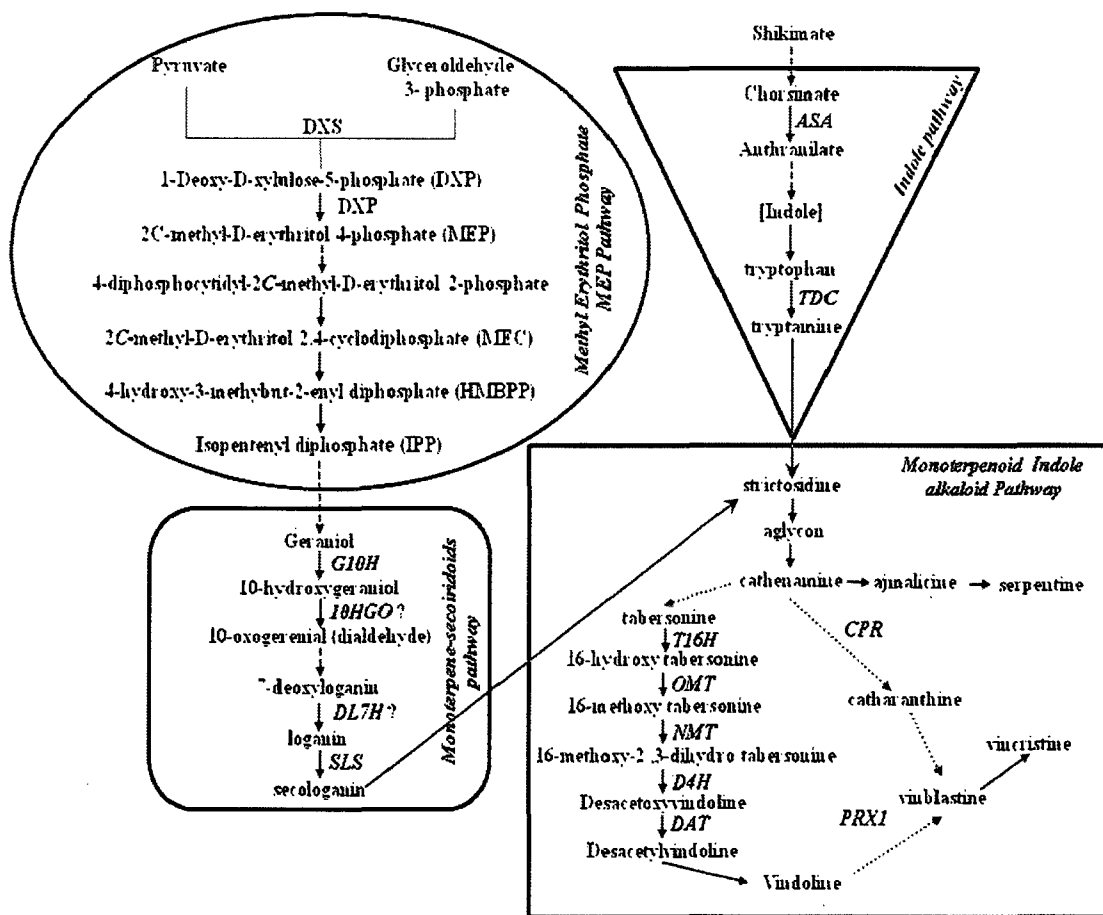 Pyruvate
Glyceroldehyde
3- phosphate
DXS
1-Deoxy-D-xylulose-5-phosphate (DXP)
DXP
2C-methyl-D-erythritol 4-phosphate (MEP)
4-diphosphocytidyl-2C-methyl-D-erythritol 2-phosphate
2C-methyl-D-erythritol 2,4-cyclodiphosphate (MEC)
4-hydroxy-3-methybut-2-enyl diphosphate (HMBPP)
Isopentenyl diphosphate (IPP)
Methyl Erythritol Phosphate
MEP Pathway
Geraniol
G10H
10-hydroxygeraniol
10HGO ?
10-oxogerenial (dialdehyde)
7-deoxyloganin
DL7H ?
loganin
SLS
secologanin
Monoterpene-secoiridoids
pathway
Shikimate
Chorsimate
ASA
Anthranilate
[Indole]
tryptophan
TDC
tryptamine
Indole pathway
Monoterpenoid Indole
alkaloid Pathway
strictosidine
aglycon
cathenamine
ajmalicine
serpentine
tabersonine
T16H
16-hydroxy tabersonine
OMT
16-methoxy tabersonine
NMT
16-methoxy-2,3-dihydro tabersonine
D4H
Desacetoxyvindoline
DAT
Desacetylvindoline
Vindoline
CPR
catharanthine
vincristine
vinblastine
PRX1